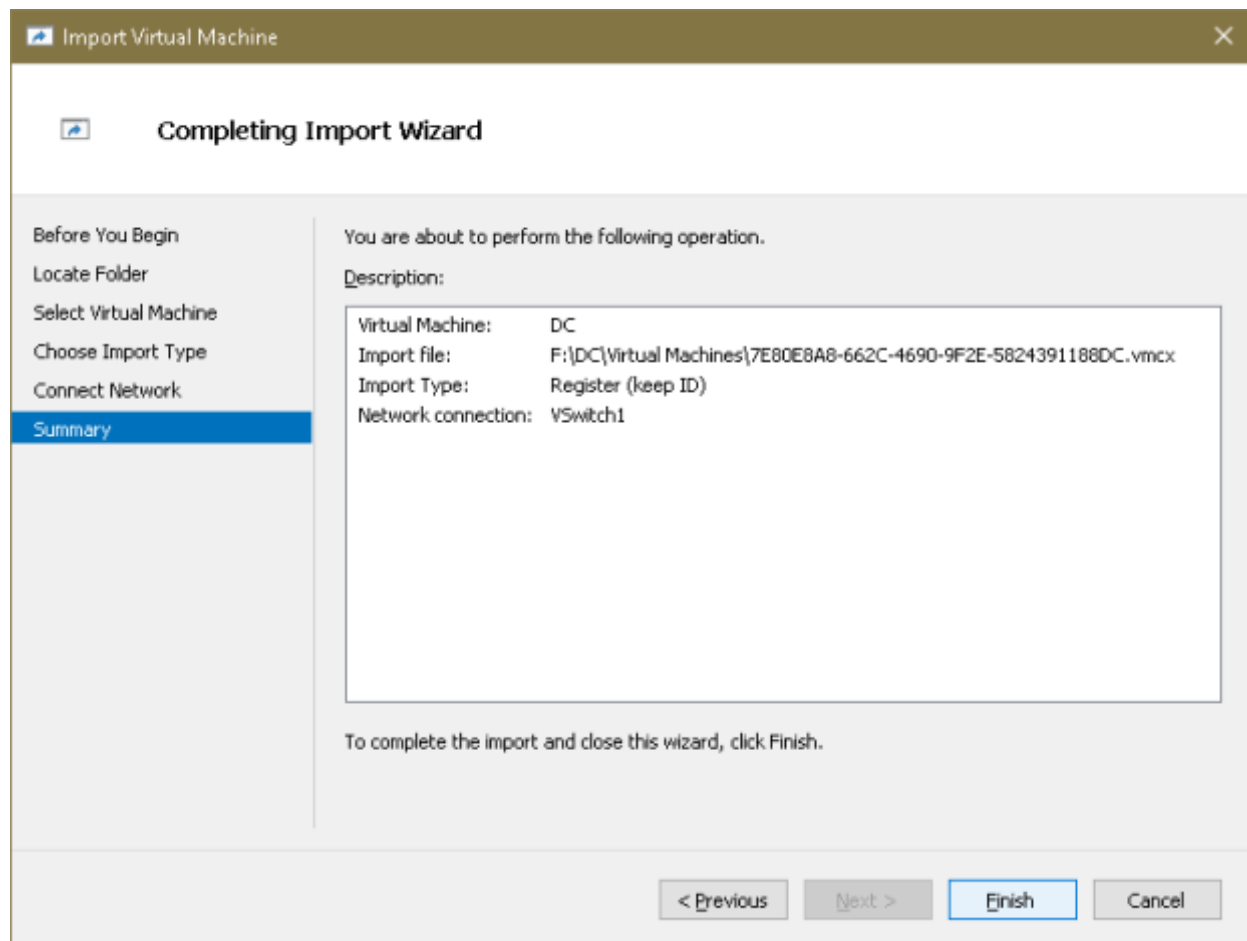 Import Virtual Machine
Completing Import Wizard
Before You Begin
Locate Folder
Select Virtual Machine
Choose Import Type
Connect Network
Summary
You are about to perform the following operation.
Description:
Virtual Machine: DC
Import file: F:\DC\Virtual Machines\7E80E8A8-662C-4690-9F2E-5824391188DC.vmcx
Import Type: Register (keep ID)
Network connection: VSwitch1
To complete the import and close this wizard, click Finish.
< Previous Next > Finish Cancel